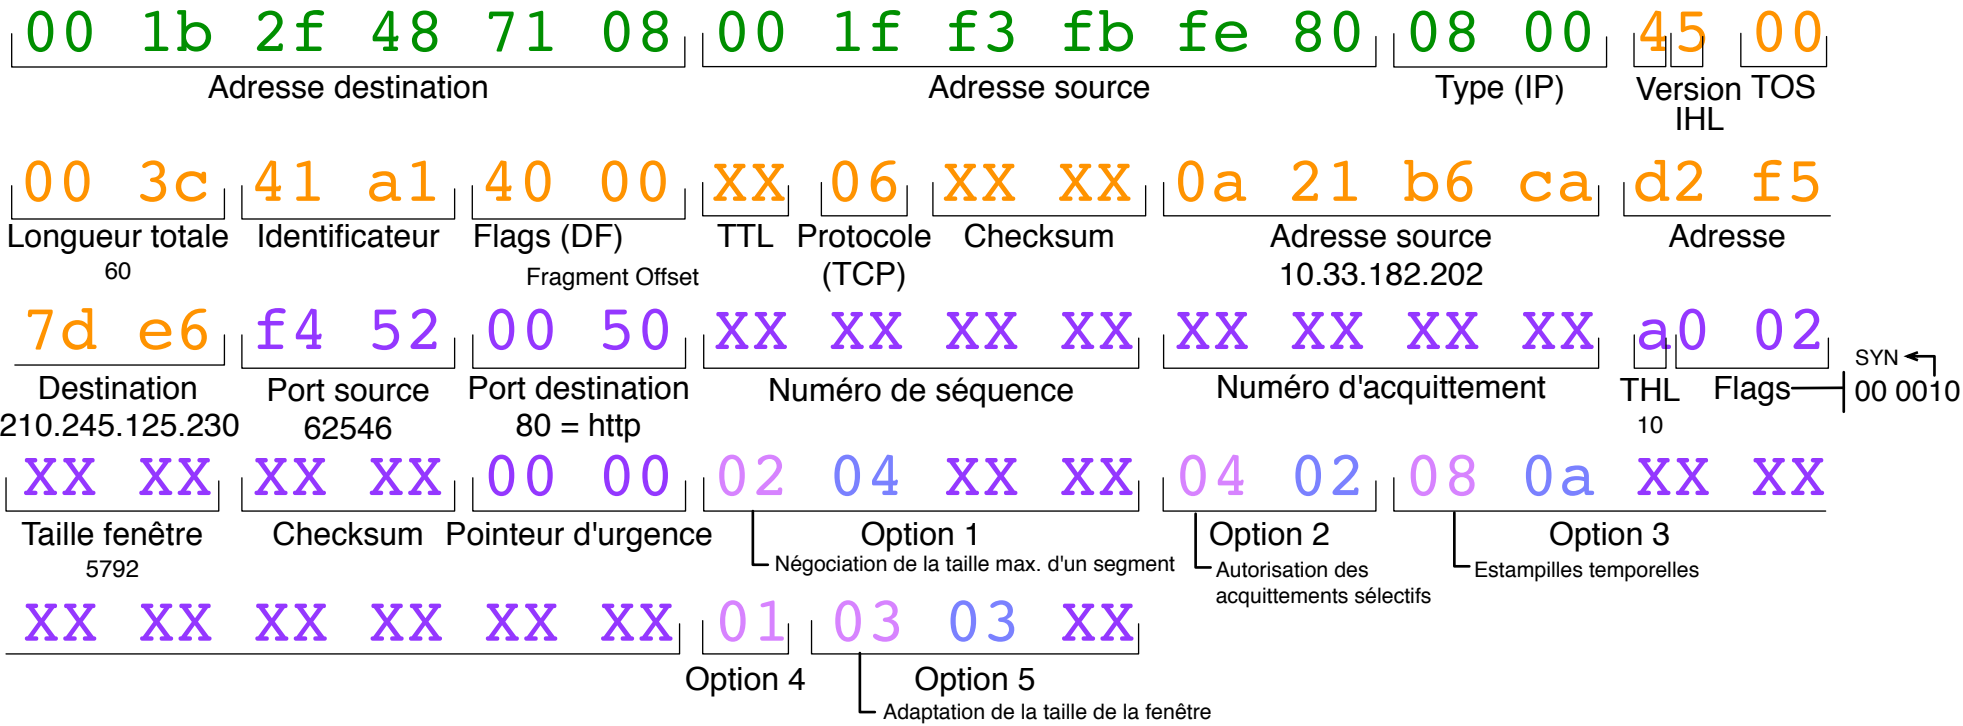 00 1b 2f 48 71 08 00 1f f3 fb fe 80 08 00 45 00
Adresse destination Adresse source Type (IP) Version TOS
IHL
00 3c 41 a1 40 00 XX 06 XX XX 0a 21 b6 ca d2 f5
Longueur totale Identificateur Flags (DF) TTL Protocole Checksum Adresse source Adresse
60 Fragment Offset (TCP) 10.33.182.202
7d e6 f4 52 00 50 XX XX XX XX XX XX XX XX a0 02
SYN
Destination Port source Port destination Numéro de séquence Numéro d'acquittement THL Flags 00 0010
210.245.125.230 62546 80 = http 10
XX XX XX XX 00 00 02 04 XX XX 04 02 08 0a XX XX
Taille fenêtre Checksum Pointeur d'urgence Option 1 Option 2 Option 3
5792 Négociation de la taille max. d'un segment Autorisation des Estampilles temporelles
acquittements sélectifs
XX XX XX XX XX XX 01 03 03 XX
Option 4 Option 5
Adaptation de la taille de la fenêtre